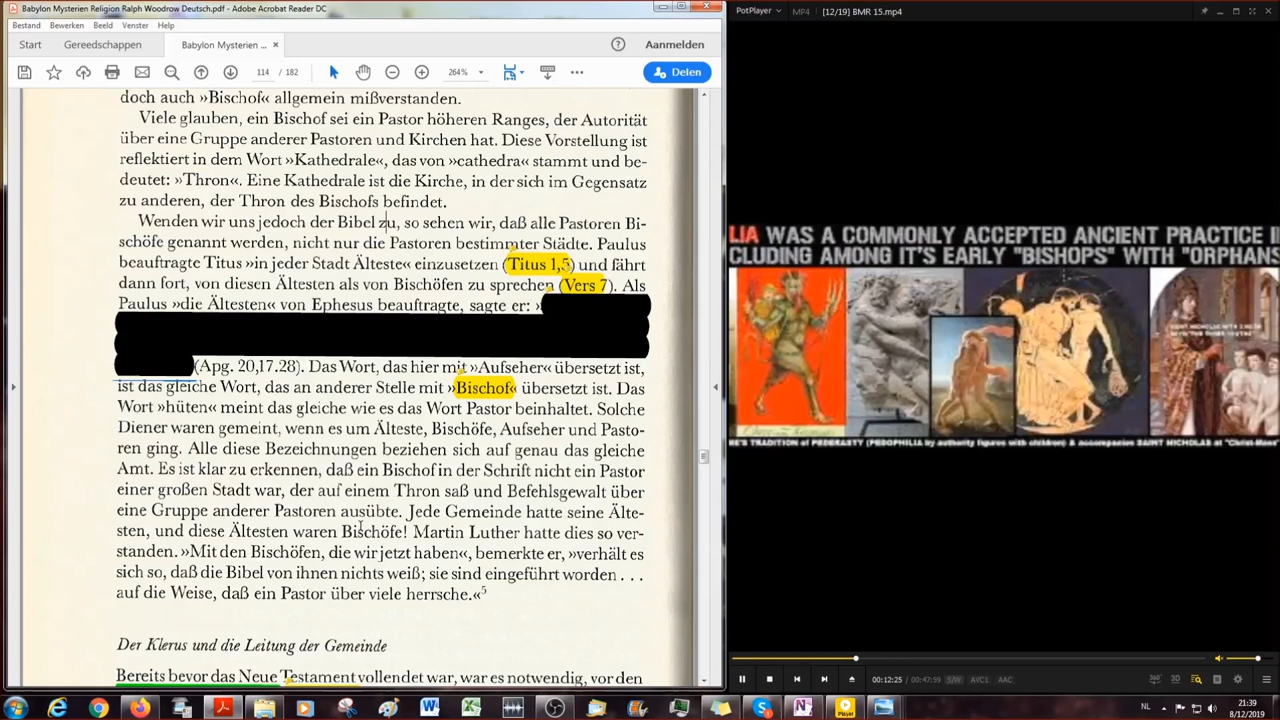 Babylon Mysterien Religion Ralph Woodrow Deutsch.pdf - Adobe Acrobat Reader DC
Bestand Bewerken Beeld Venster Help
Start Gereedschappen Babylon Mysterien ... × Aanmelden
114 / 182 264% Delen
doch auch »Bischof« allgemein mißverstanden.
Viele glauben, ein Bischof sei ein Pastor höheren Ranges, der Autorität
über eine Gruppe anderer Pastoren und Kirchen hat. Diese Vorstellung ist
reflektiert in dem Wort »Kathedrale«, das von »cathedra« stammt und be-
deutet: »Thron«. Eine Kathedrale ist die Kirche, in der sich im Gegensatz
zu anderen, der Thron des Bischofs befindet.
Wenden wir uns jedoch der Bibel zu, so sehen wir, daß alle Pastoren Bi-
schöfe genannt werden, nicht nur die Pastoren bestimmter Städte. Paulus
beauftragte Titus »in jeder Stadt Älteste« einzusetzen (Titus 1,5) und fährt
dann fort, von diesen Ältesten als von Bischöfen zu sprechen (Vers 7). Als
Paulus »die Ältesten« von Ephesus beauftragte, sagte er: »
(Apg. 20,17.28). Das Wort, das hier mit »Aufseher« übersetzt ist,
ist das gleiche Wort, das an anderer Stelle mit »Bischof« übersetzt ist. Das
Wort »hüten« meint das gleiche wie es das Wort Pastor beinhaltet. Solche
Diener waren gemeint, wenn es um Älteste, Bischöfe, Aufseher und Pasto-
ren ging. Alle diese Bezeichnungen beziehen sich auf genau das gleiche
Amt. Es ist klar zu erkennen, daß ein Bischof in der Schrift nicht ein Pastor
einer großen Stadt war, der auf einem Thron saß und Befehlsgewalt über
eine Gruppe anderer Pastoren ausübte. Jede Gemeinde hatte seine Älte-
sten, und diese Ältesten waren Bischöfe! Martin Luther hatte dies so ver-
standen. »Mit den Bischöfen, die wir jetzt haben«, bemerkte er, »verhält es
sich so, daß die Bibel von ihnen nichts weiß; sie sind eingeführt worden . . .
auf die Weise, daß ein Pastor über viele herrsche.«5
Der Klerus und die Leitung der Gemeinde
Bereits bevor das Neue Testament vollendet war, war es notwendig, vor den
PotPlayer MP4 [12/19] BMR 15.mp4
LIA WAS A COMMONLY ACCEPTED ANCIENT PRACTICE I
CLUDING AMONG IT'S EARLY "BISHOPS" WITH "ORPHANS
ME'S TRADITION of PEDERASTY (PEDOPHILIA by authority figures with children) & accompanion SAINT NICHOLAS at
00:12:25 / 00:47:59 S/W AVC1 AAC
NL 21:39
8/12/2019